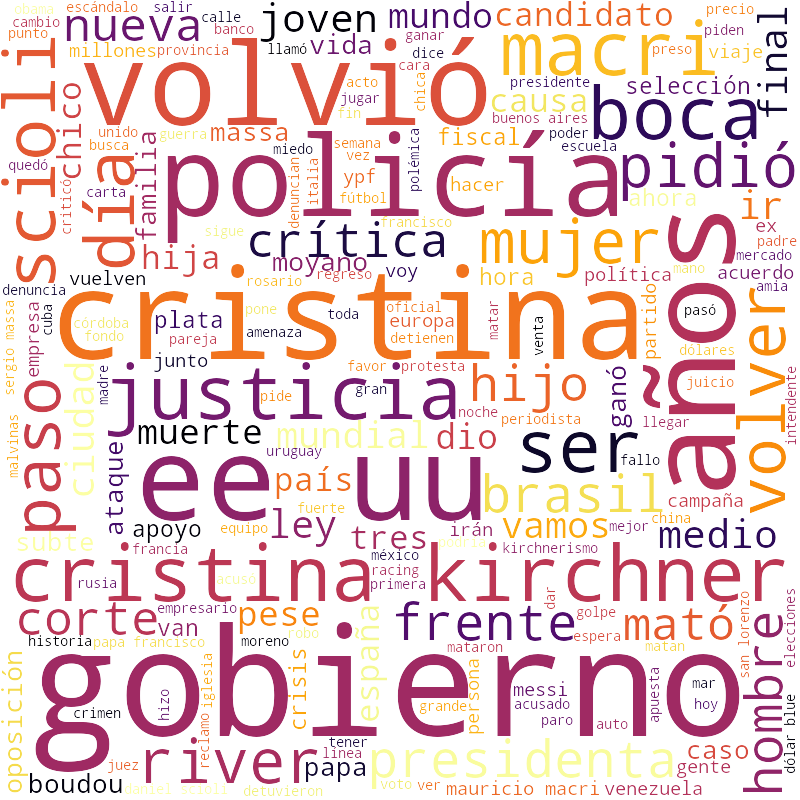 obama
escándalo
salir
calle
joven
mundo
candidato
precio
punto
cambio
nueva
banco
ganar
macri
piden
final
millones
provincia
llamó
vida
dice
preso
viaje
volvió
cara
scioli
chico
acto
chica
presidente
selección
jugar
causa
boca
unido
guerra
fin
buenos aires
busca
massa
semana
polémica
fiscal
poder
día
familia
miedo
vez
escuela
quedó
policía
pidió
denuncian
italia
ypf
hacer
carta
fútbol
criticó
ahora
ir
sigue
francisco
crítica
mujer
años
ex
padre
hija
moyano
voy
hora
política
mercado
acuerdo
vuelven
rosario
regreso
mano
amia
denuncia
cuba
cristina
pone
toda
oficial
matar
partido
volver
pasó
sergio massa
empresa
córdoba
plata
amenaza
europa
venta
fondo
pareja
detienen
dólares
paso
junto
favor
protesta
madre
justicia
gran
hijo
ganó
juicio
intendente
ciudad
pide
noche
periodista
llegar
malvinas
muerte
mundial
dio
ser
ataque
uruguay
fallo
ee uu
país
brasil
campaña
fuerte
china
apoyo
equipo
ley
tres
irán
vamos
mejor
medio
subte
francia
méxico
madrid
kirchnerismo
rusia
acusó
racing
primera
cristina kirchner
dar
corte
empresario
van
pese
robo
españa
frente
golpe
mató
san lorenzo
elecciones
hombre
historia
papa francisco
moreno
mataron
espera
matan
oposición
gobierno
crimen
hizo
reclamo
iglesia
crisis
persona
grande
messi
acusado
paro
auto
apuesta
mar
hoy
dólar blue
juez
river
tener
línea
papa
presidenta
caso
gente
boudou
daniel scioli
detuvieron
voto
ver
mauricio macri
venezuela